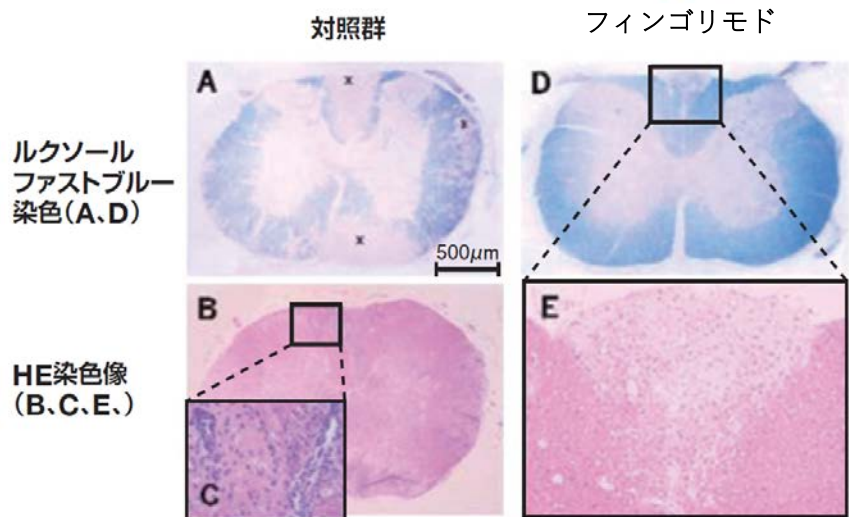 対照群
フィンゴリモド
A
x
x
x
D
ルクソール
ファストブルー
染色(A、D)
500μm
B
E
HE染色像
(B、C、E、)
C